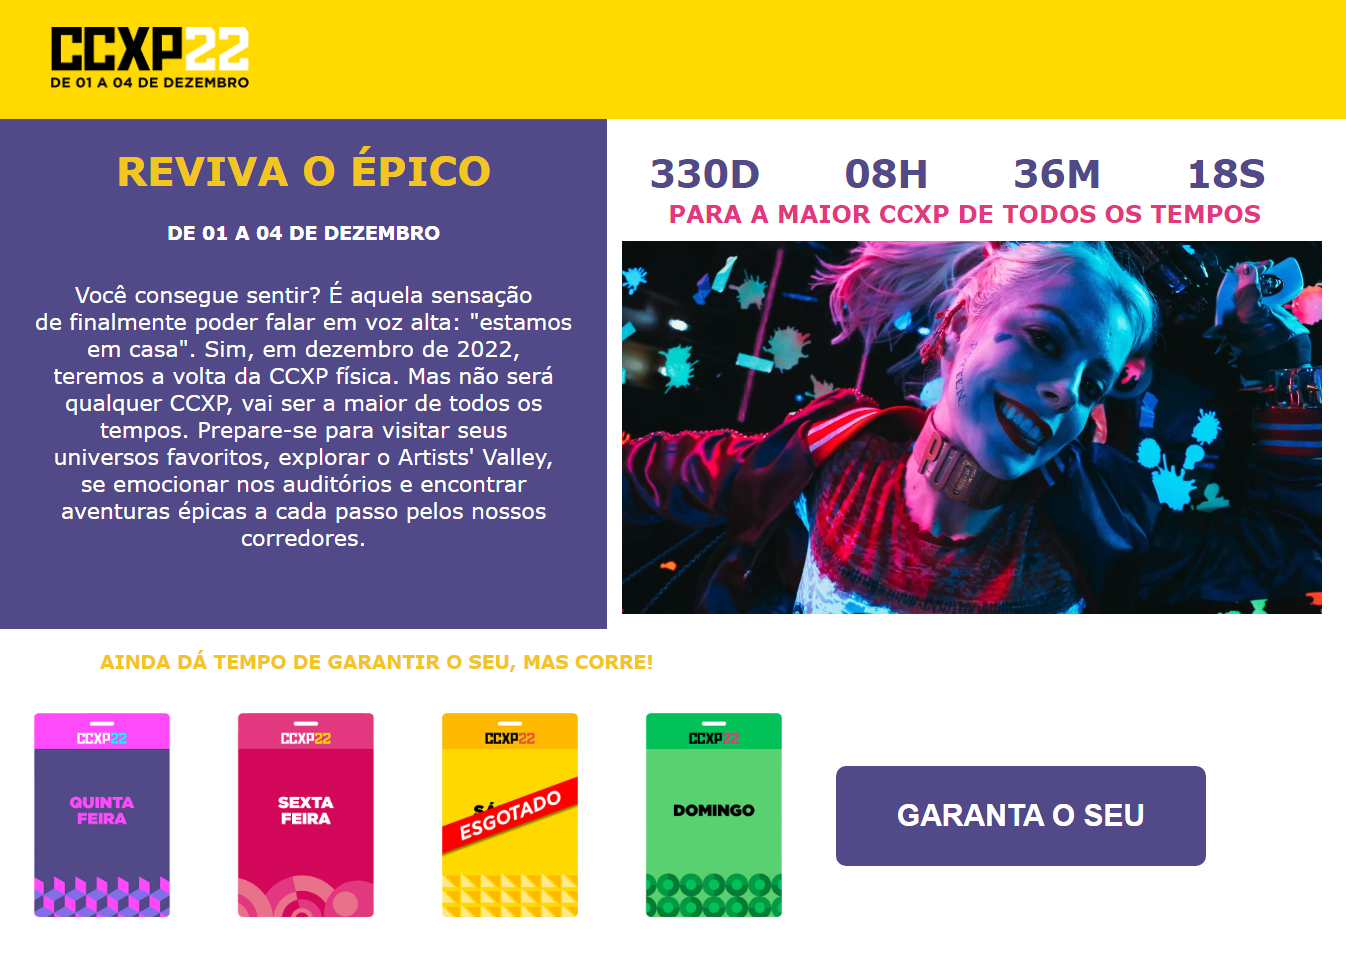 CCXP22
DE 01 A 04 DE DEZEMBRO
REVIVA O ÉPICO
DE 01 A 04 DE DEZEMBRO
Você consegue sentir? É aquela sensação
de finalmente poder falar em voz alta: "estamos
em casa". Sim, em dezembro de 2022,
teremos a volta da CCXP física. Mas não será
qualquer CCXP, vai ser a maior de todos os
tempos. Prepare-se para visitar seus
universos favoritos, explorar o Artists' Valley,
se emocionar nos auditórios e encontrar
aventuras épicas a cada passo pelos nossos
corredores.
330D 08H 36M 18S
PARA A MAIOR CCXP DE TODOS OS TEMPOS
PUD
AINDA DÁ TEMPO DE GARANTIR O SEU, MAS CORRE!
CCXP22
QUINTA
FEIRA
CCXP22
SEXTA
FEIRA
CCXP22
ESGOTADO
CCXP22
DOMINGO
GARANTA O SEU